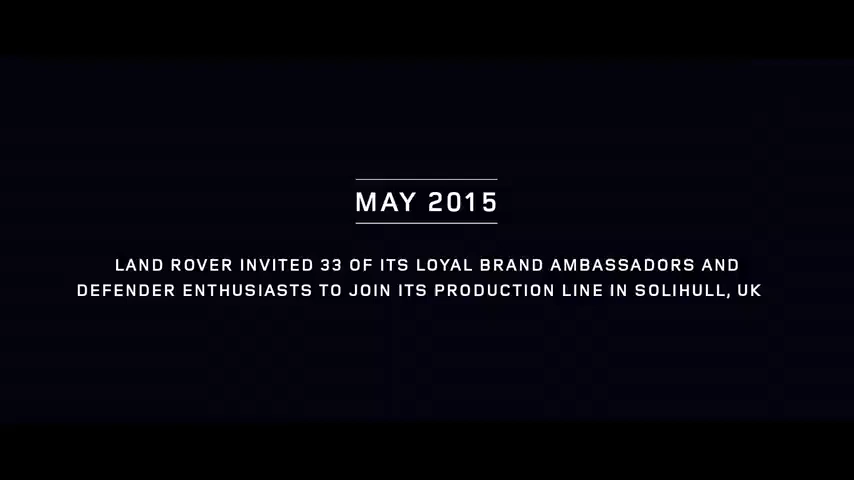 MAY 2015
LAND ROVER INVITED 33 OF ITS LOYAL BRAND AMBASSADORS AND
DEFENDER ENTHUSIASTS TO JOIN ITS PRODUCTION LINE IN SOLIHULL, UK